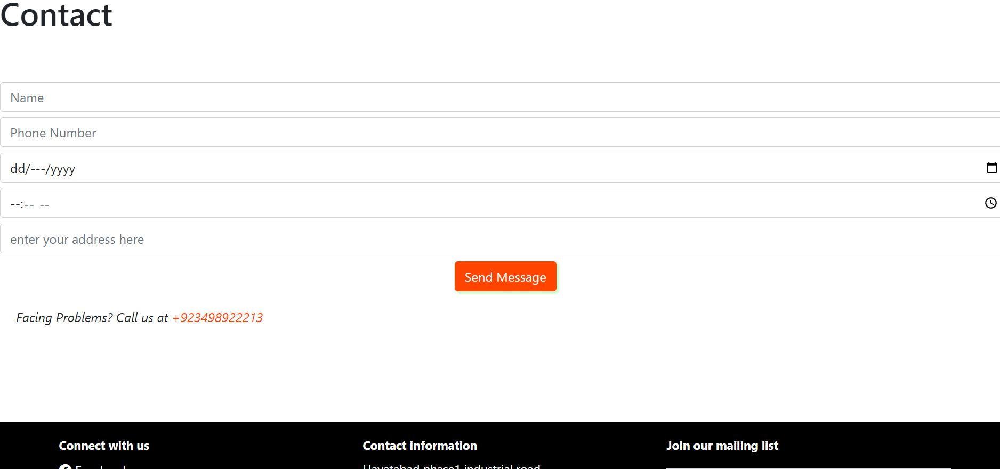 Contact
Name
Phone Number
dd/---/yyyy
--:-- --
enter your address here
Send Message
Facing Problems? Call us at +923498922213
Connect with us
Contact information
Join our mailing list
Hayatabad phase1 industrial road